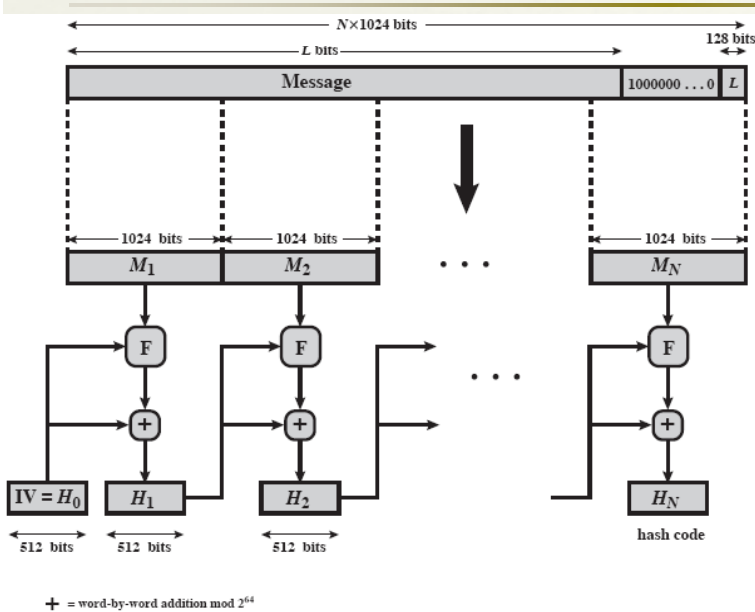 N×1024 bits
L bits
128 bits
Message
1000000 . . . 0
L
1024 bits
1024 bits
1024 bits
M1
M2
. . .
MN
F
F
F
. . .
+
+
+
IV = H0
H1
H2
HN
hash code
512 bits
512 bits
512 bits
+ = word-by-word addition mod 2^64